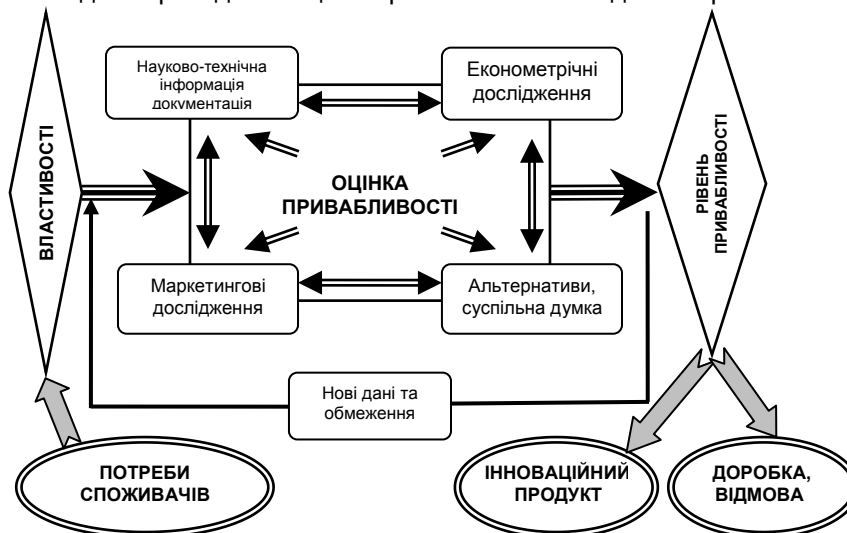 Науково-технічна
інформація
документація
Економетричні
дослідження
ВЛАСТИВОСТІ
ОЦІНКА
ПРИВАБЛИВОСТІ
РІВЕНЬ
ПРИВАБЛИВОСТІ
Маркетингові
дослідження
Альтернативи,
суспільна думка
Нові дані та
обмеження
ПОТРЕБИ
СПОЖИВАЧІВ
ІННОВАЦІЙНИЙ
ПРОДУКТ
ДОРОБКА,
ВІДМОВА